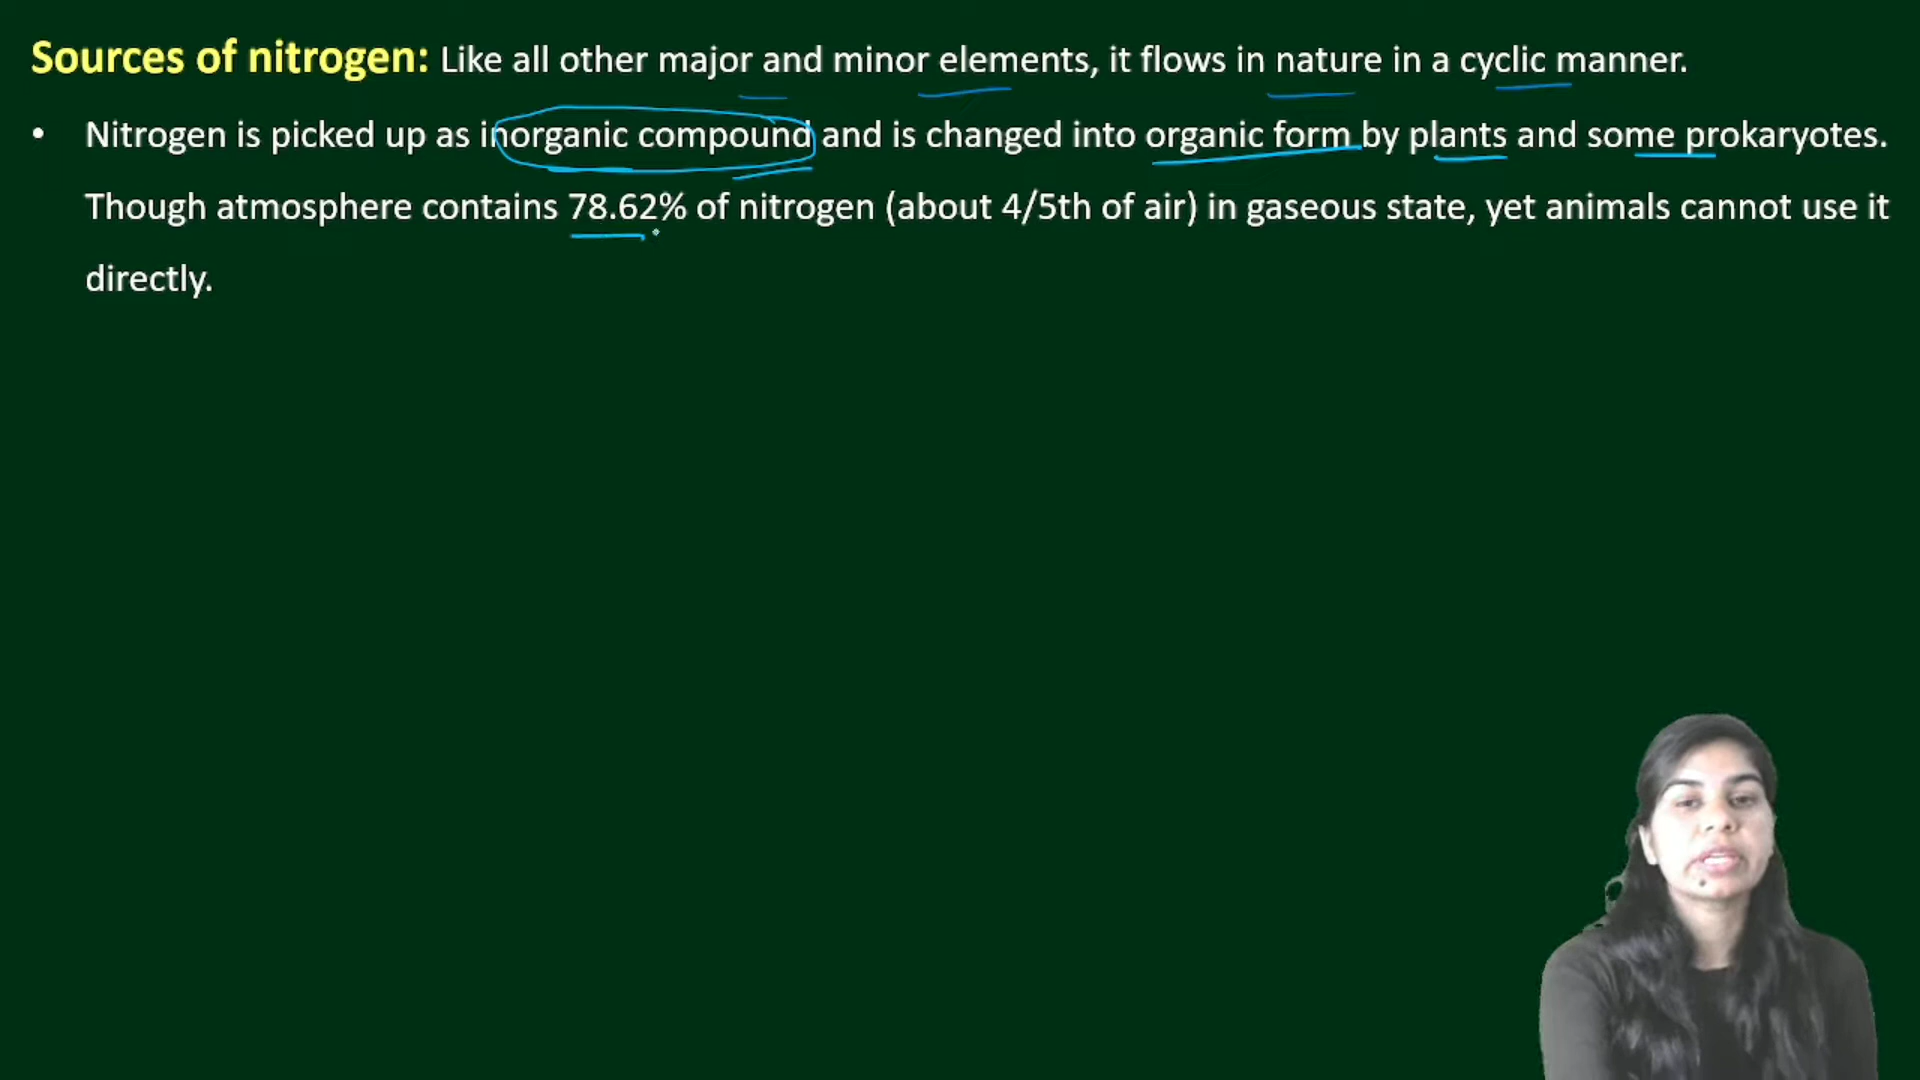 Sources of nitrogen: Like all other major and minor elements, it flows in nature in a cyclic manner.
• Nitrogen is picked up as inorganic compound and is changed into organic form by plants and some prokaryotes.
Though atmosphere contains 78.62% of nitrogen (about 4/5th of air) in gaseous state, yet animals cannot use it
directly.